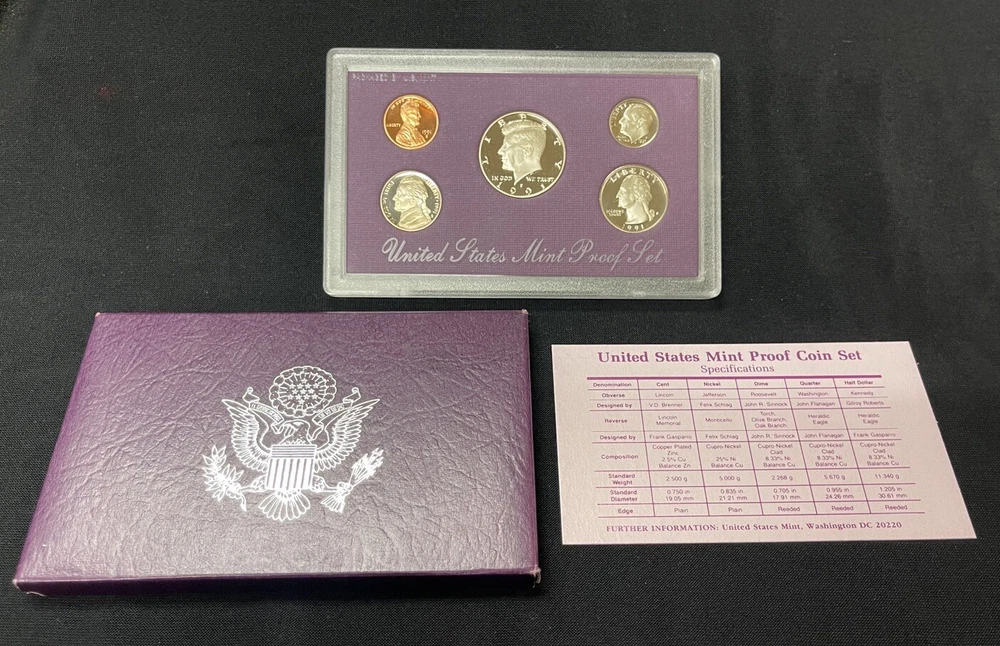 PACKAGED BY U.S. MINT
LIBERTY
1991
S
LIBERTY
IN GOD WE TRUST
S
1991
LIBERTY
LIBERTY
1991
United States Mint Proof Set
United States Mint Proof Coin Set
Specifications
Denomination Cent Nickel Dime Quarter Half Dollar
Obverse Lincoln Jefferson Roosevelt Washington Kennedy
Designed by V.D. Brenner Felix Schlag John R. Sinnock John Flanagan Gilroy Roberts
Reverse Lincoln Memorial Monticello Torch, Olive Branch, Oak Branch Heraldic Eagle Heraldic Eagle
Designed by Frank Gasparro Felix Schlag John R. Sinnock John Flanagan Frank Gasparro
Composition Copper Plated Zinc 2.5% Cu Balance Zn Cupro-Nickel 25% Ni Balance Cu Cupro-Nickel Clad 8.33% Ni Balance Cu Cupro-Nickel Clad 8.33% Ni Balance Cu Cupro-Nickel Clad 8.33% Ni Balance Cu
Standard Weight 2.500 g 5.000 g 2.268 g 5.670 g 11.340 g
Standard Diameter 0.750 in 19.05 mm 0.835 in 21.21 mm 0.705 in 17.91 mm 0.955 in 24.26 mm 1.205 in 30.61 mm
Edge Plain Plain Reeded Reeded Reeded
FURTHER INFORMATION: United States Mint, Washington DC 20220